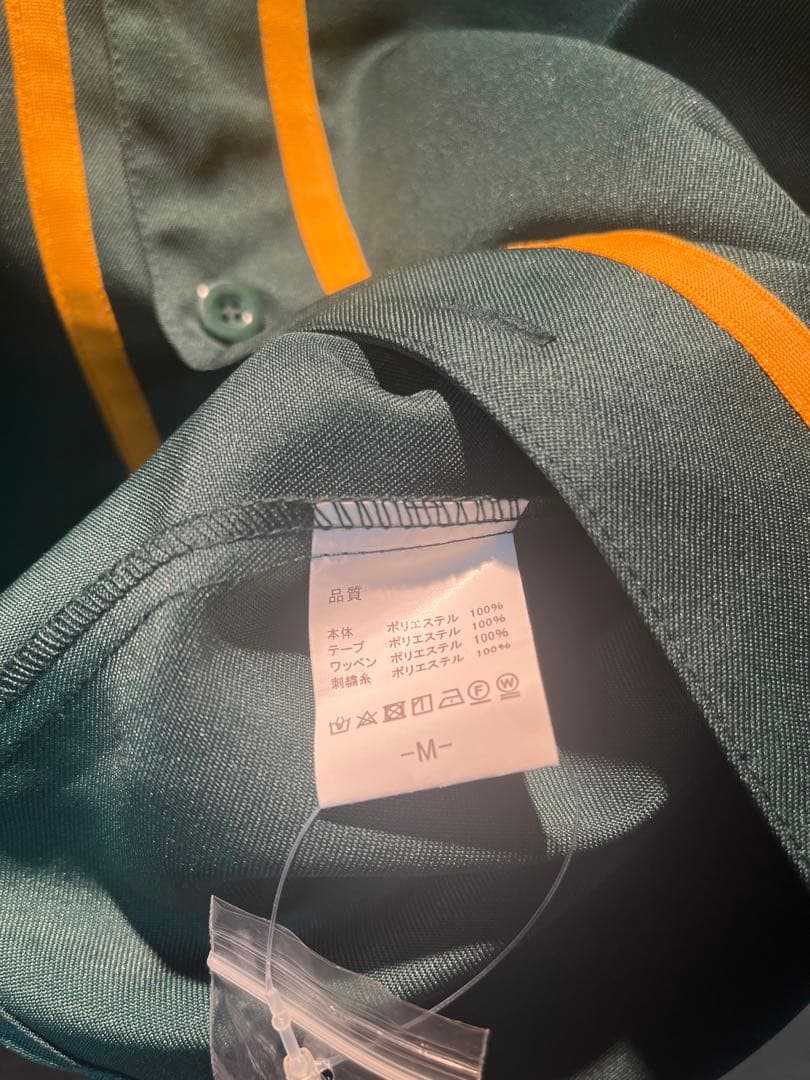 品質
本体 ポリエステル 100%
テープ ポリエステル 100%
ワッペン ポリエステル 100%
刺繍糸 ポリエステル 100%
F W
-M-